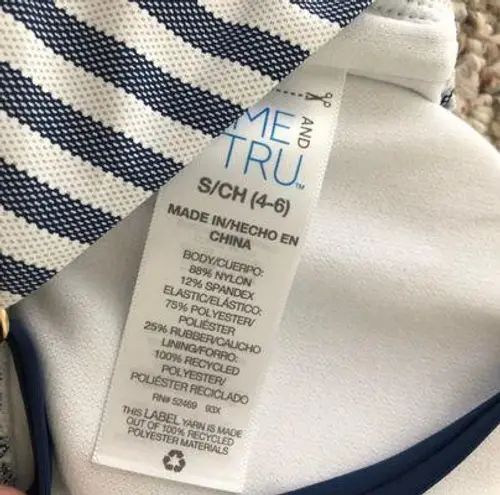 ME AND
TRU™
S/CH (4-6)
MADE IN/HECHO EN
CHINA
BODY/CUERPO:
88% NYLON
12% SPANDEX
ELASTIC/ELÁSTICO:
75% POLYESTER/
POLIÉSTER
25% RUBBER/CAUCHO
LINING/FORRO:
100% RECYCLED
POLYESTER/
POLIÉSTER RECICLADO
RN# 52469 93X
THIS LABEL YARN IS MADE
OUT OF 100% RECYCLED
POLYESTER MATERIALS